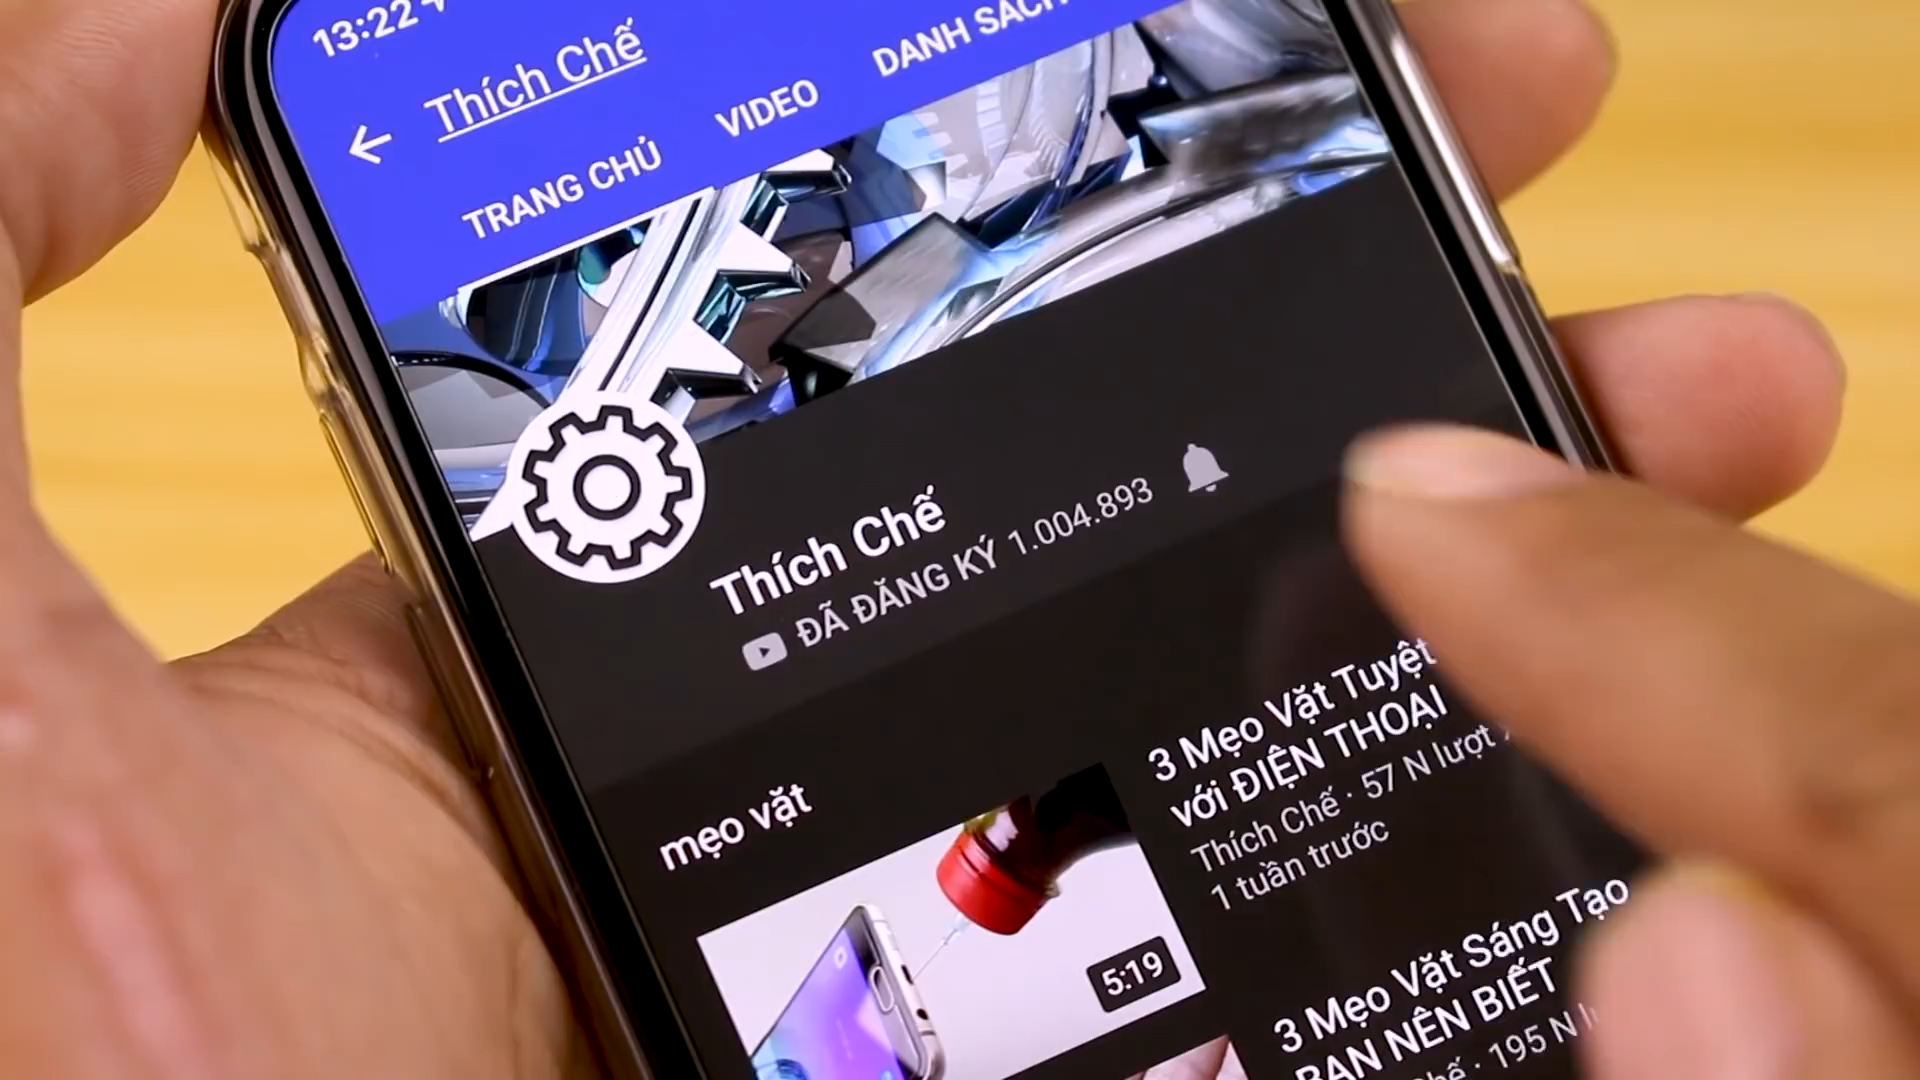 13:22
Thích Chế
TRANG CHỦ VIDEO DANH SÁCH
Thích Chế
ĐÃ ĐĂNG KÝ 1.004.893
mẹo vặt
3 Mẹo Vặt Tuyệt
với ĐIỆN THOẠI
Thích Chế · 57 N lượt
1 tuần trước
5:19
3 Mẹo Vặt Sáng Tạo
BẠN NÊN BIẾT
Chế · 195 N